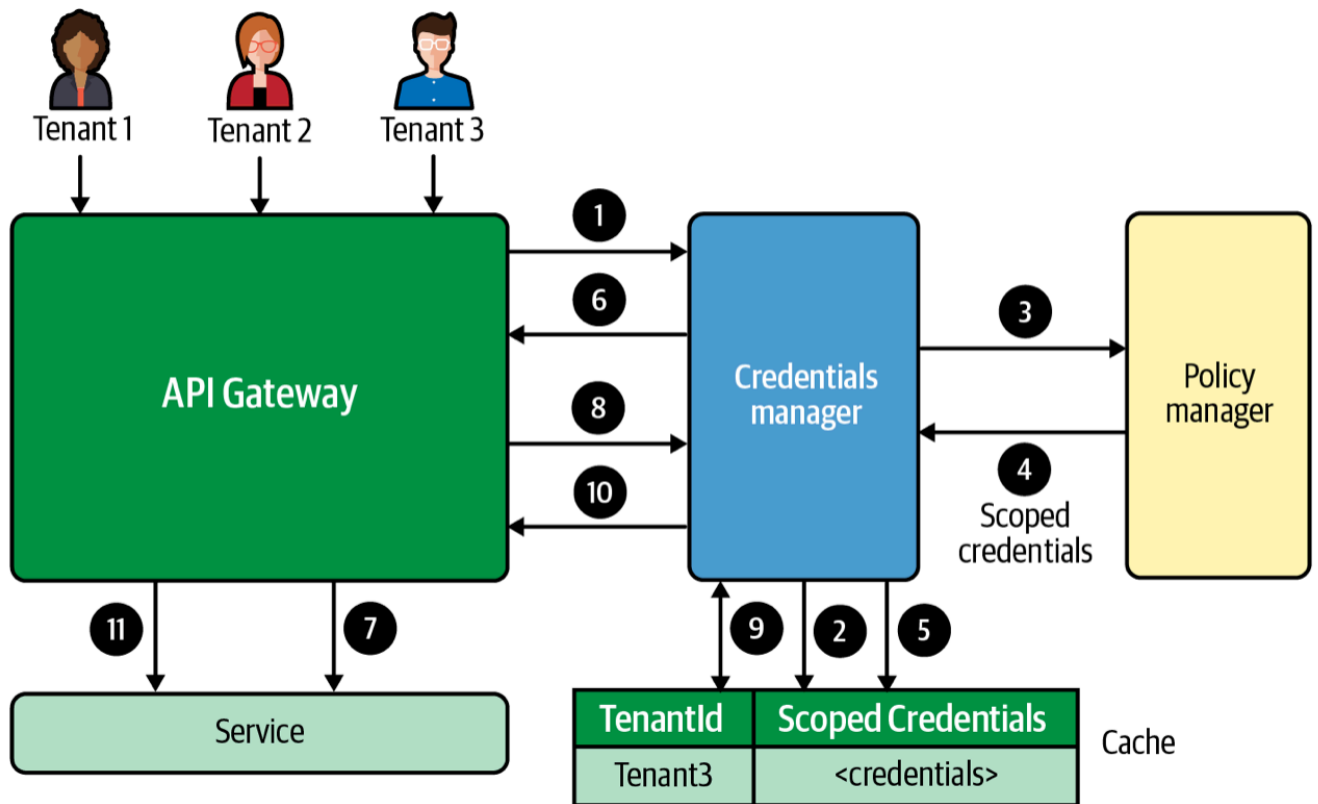 Tenant 1
Tenant 2
Tenant 3
1
6
3
API Gateway
Credentials
manager
Policy
manager
8
4
10
Scoped
credentials
11
7
9
2
5
Service
TenantId
Scoped Credentials
Cache
Tenant3
<credentials>